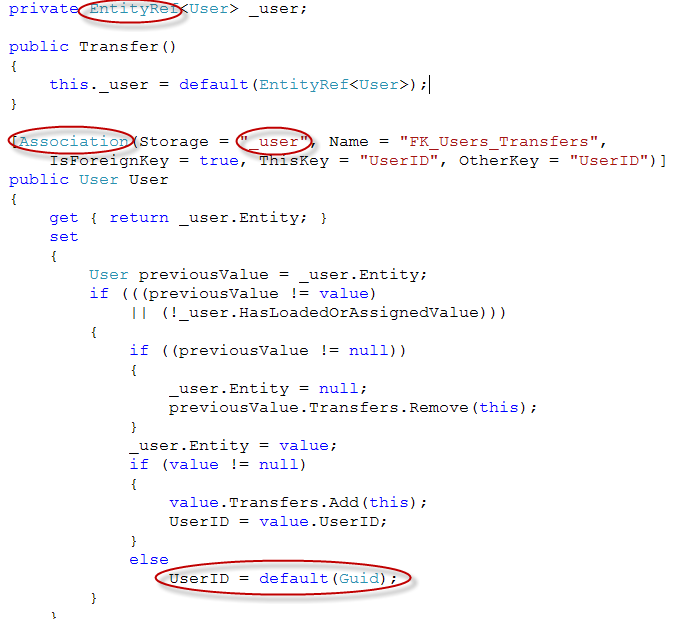 private EntityRef<User> _user;
public Transfer()
{
this._user = default(EntityRef<User>);
}
[Association(Storage = "_user", Name = "FK_Users_Transfers",
IsForeignKey = true, ThisKey = "UserID", OtherKey = "UserID")]
public User User
{
get { return _user.Entity; }
set
{
User previousValue = _user.Entity;
if (((previousValue != value)
|| (!_user.HasLoadedOrAssignedValue)))
{
if ((previousValue != null))
{
_user.Entity = null;
previousValue.Transfers.Remove(this);
}
_user.Entity = value;
if (value != null)
{
value.Transfers.Add(this);
UserID = value.UserID;
}
else
UserID = default(Guid);
}
}